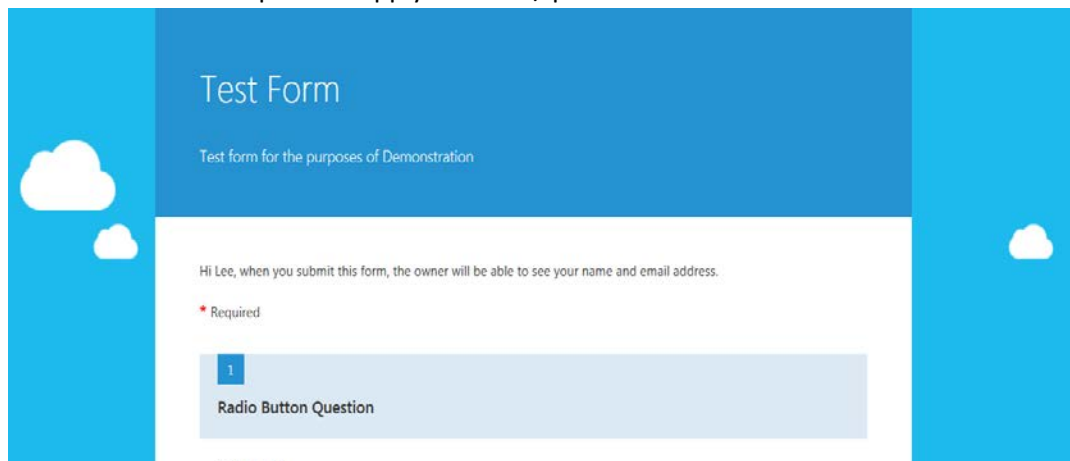 Test Form
Test form for the purposes of Demonstration
Hi Lee, when you submit this form, the owner will be able to see your name and email address.
* Required
1
Radio Button Question